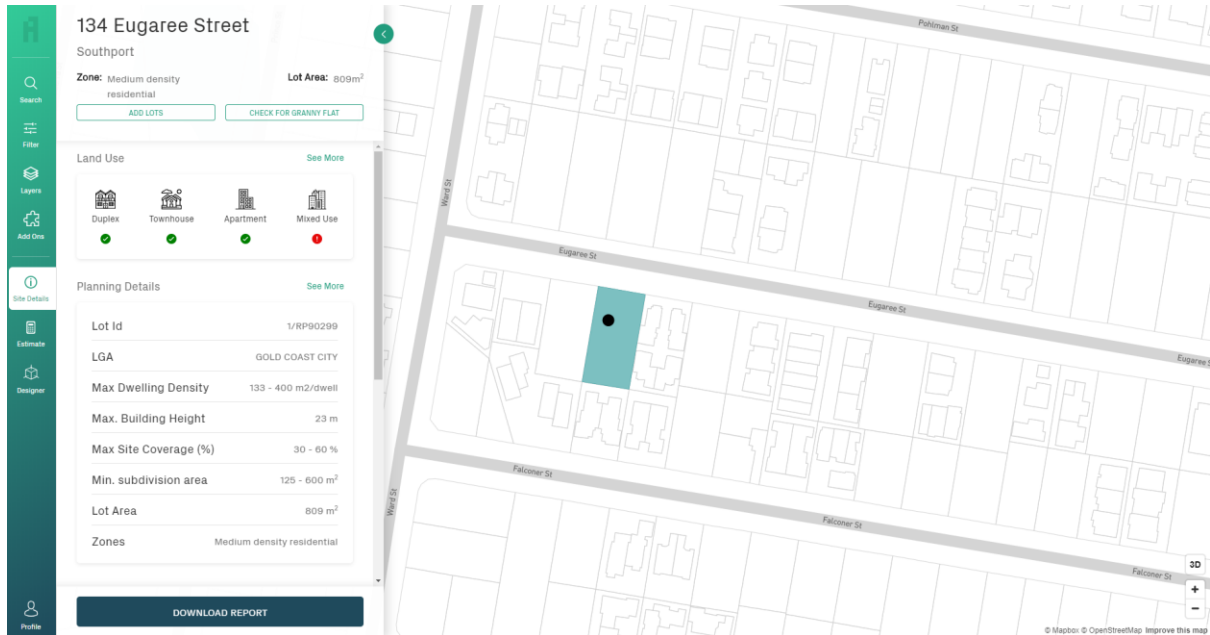 134 Eugaree Street
Southport
Zone: Medium density residential
Lot Area: 809m²
ADD LOTS
CHECK FOR GRANNY FLAT
Search
Filter
Layers
Add Ons
Site Details
Estimate
Designer
Profile
Land Use
See More
Duplex
Townhouse
Apartment
Mixed Use
Planning Details
See More
Lot Id 1/RP90299
LGA GOLD COAST CITY
Max Dwelling Density 133 - 400 m2/dwell
Max. Building Height 23 m
Max Site Coverage (%) 30 - 60 %
Min. subdivision area 125 - 600 m²
Lot Area 809 m²
Zones Medium density residential
DOWNLOAD REPORT
Pohlman St
Ward St
Eugaree St
Eugaree St
Eugaree S
Falconer St
Ward St
Falconer St
Falconer St
3D
+
−
© Mapbox © OpenStreetMap Improve this map